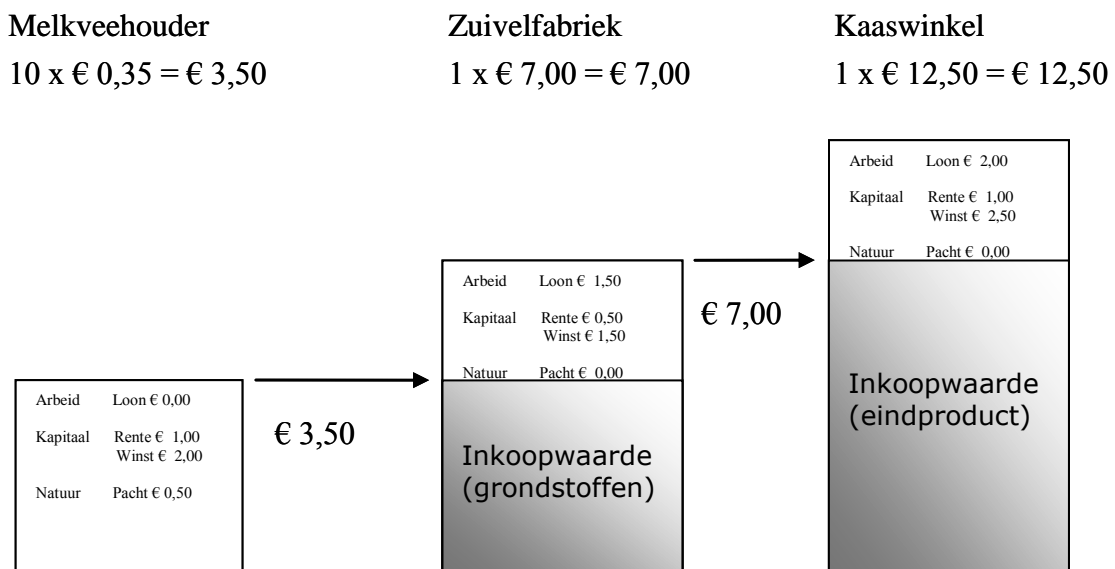 Melkveehouder
10 x € 0,35 = € 3,50
Zuivelfabriek
1 x € 7,00 = € 7,00
Kaaswinkel
1 x € 12,50 = € 12,50
Arbeid Loon € 0,00
Kapitaal Rente € 1,00
Winst € 2,00
Natuur Pacht € 0,50
€ 3,50
Arbeid Loon € 1,50
Kapitaal Rente € 0,50
Winst € 1,50
Natuur Pacht € 0,00
Inkoopwaarde
(grondstoffen)
€ 7,00
Arbeid Loon € 2,00
Kapitaal Rente € 1,00
Winst € 2,50
Natuur Pacht € 0,00
Inkoopwaarde
(eindproduct)